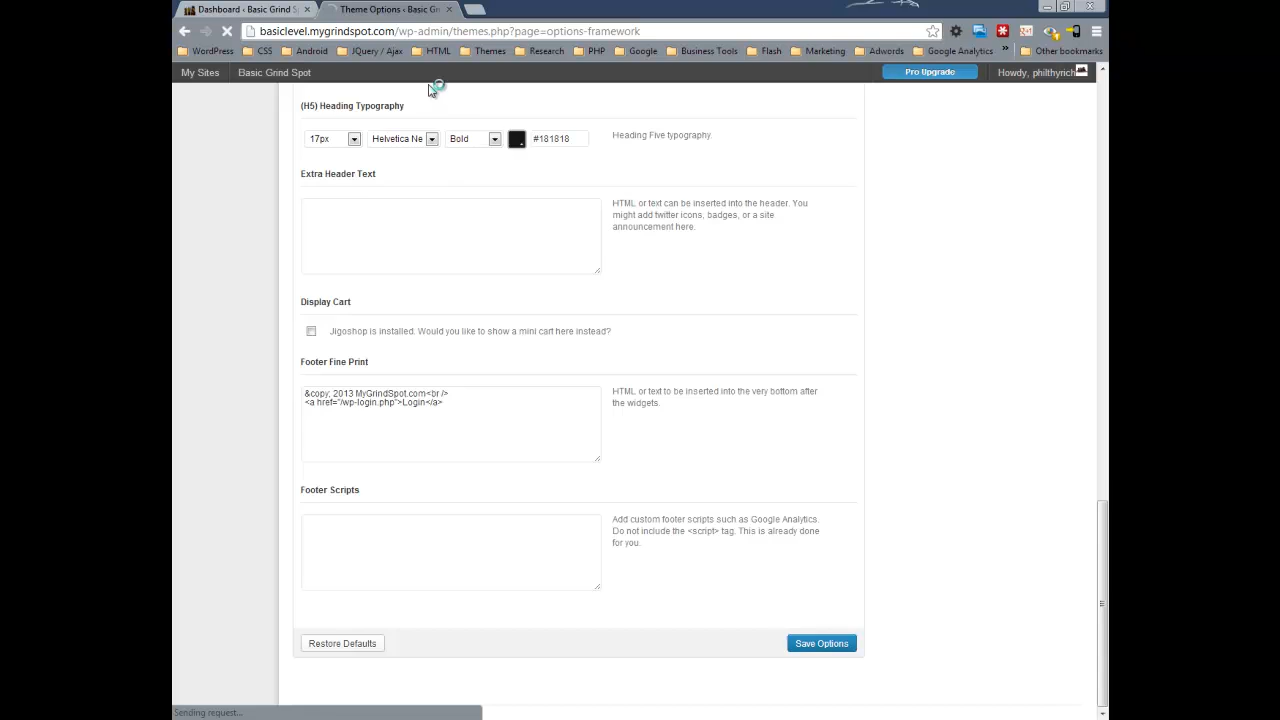 Dashboard ‹ Basic Grind S
Theme Options ‹ Basic Gr
basiclevel.mygrindspot.com/wp-admin/themes.php?page=options-framework
WordPress CSS Android JQuery / Ajax HTML Themes Research PHP Google Business Tools Flash Marketing Adwords Google Analytics » Other bookmarks
My Sites Basic Grind Spot Pro Upgrade Howdy, philthyrich
(H5) Heading Typography
17px Helvetica Ne Bold #181818 Heading Five typography.
Extra Header Text
HTML or text can be inserted into the header. You
might add twitter icons, badges, or a site
announcement here.
Display Cart
Jigoshop is installed. Would you like to show a mini cart here instead?
Footer Fine Print
&copy; 2013 MyGrindSpot.com<br />
<a href="/wp-login.php">Login</a>
HTML or text to be inserted into the very bottom after
the widgets.
Footer Scripts
Add custom footer scripts such as Google Analytics.
Do not include the <script> tag. This is already done
for you.
Restore Defaults Save Options
Sending request...